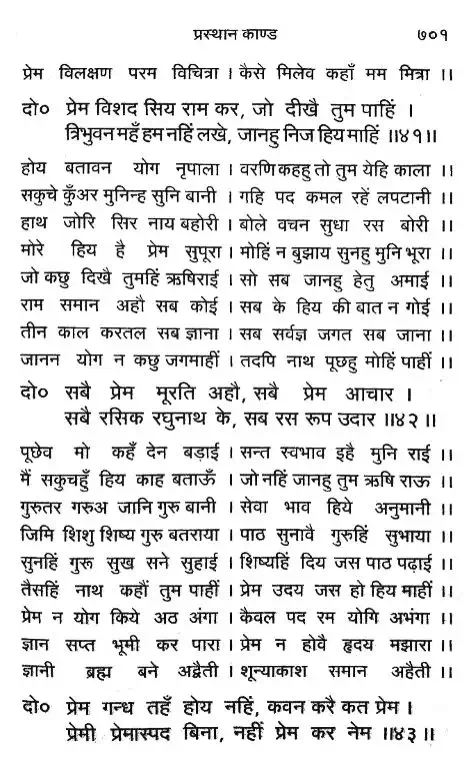 प्रस्थान काण्ड ७०१
प्रेम विलक्षण परम विचित्रा । कैसे मिलेव कहाँ मम मित्रा ।।
दो० प्रेम विशद सिय राम कर, जो दीखै तुम पाहिं ।
त्रिभुवन महँ हम नहिं लखे, जानहु निज हिय माहिं ।।४१।।
होय बतावन योग नृपाला । वरणि कहहु तो तुम येहि काला ।।
सकुचे कुँअर मुनिन्ह सुनि बानी । गहि पद कमल रहें लपटानी ।।
हाथ जोरि सिर नाय बहोरी । बोले वचन सुधा रस बोरी ।।
मोरे हिय है प्रेम सुपूरा । मोहिं न बुझाय सुनहु मुनि भूरा ।।
जो कछु दिखै तुमहिं ऋषिराई । सो सब जानहु हेतु अमाई ।।
राम समान अहौ सब कोई । सब के हिय की बात न गोई ।।
तीन काल करतल सब ज्ञाना । सब सर्वज्ञ जगत सब जाना ।।
जानन योग न कछु जगमाहीं । तदपि नाथ पूछहु मोहिं पाहीं ।।
दो० सबै प्रेम मूरति अहौ, सबै प्रेम आचार ।
सबै रसिक रघुनाथ के, सब रस रूप उदार ।।४२।।
पूछेव मो कहँ देन बड़ाई । सन्त स्वभाव इहै मुनि राई ।।
मैं सकुचहुँ हिय काह बताऊँ । जो नहिं जानहु तुम ऋषि राऊ ।।
गुरुतर गरुअ जानि गुरु बानी । सेवा भाव हिये अनुमानी ।।
जिमि शिशु शिष्य गुरु बतराया । पाठ सुनावै गुरुहिं सुभाया ।।
सुनहिं गुरू सुख सने सुहाई । शिष्यहिं दिय जस पाठ पढ़ाई ।।
तैसहिं नाथ कहौं तुम पाहीं । प्रेम उदय जस हो हिय माहीं ।।
प्रेम न योग किये अठ अंगा । कैवल पद रम योगि अभंगा ।।
ज्ञान सप्त भूमी कर पारा । प्रेम न होवै हृदय मझारा ।।
ज्ञानी ब्रह्म बने अद्वैती । शून्याकाश समान अहैती ।।
दो० प्रेम गन्ध तहँ होय नहिं, कवन करै कत प्रेम ।
प्रेमी प्रेमास्पद बिना, नहीं प्रेम कर नेम ।।४३।।